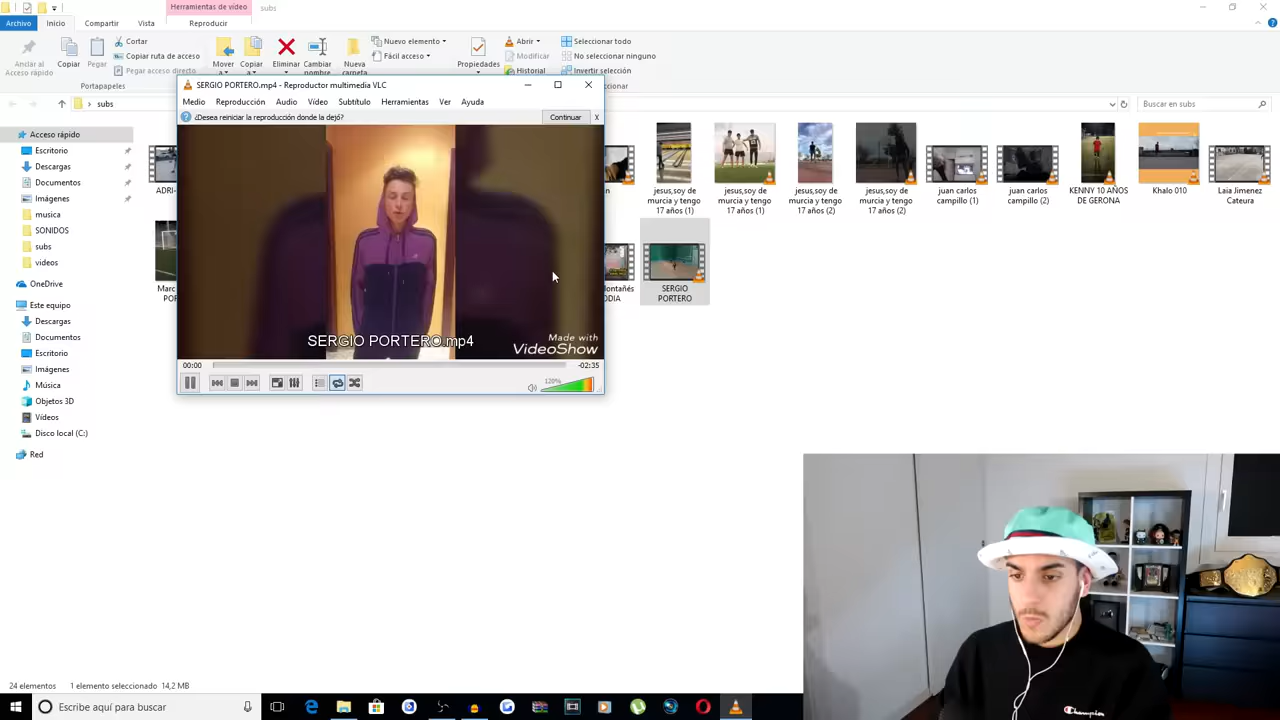 Herramientas de vídeo
subs
Archivo
Inicio
Compartir
Vista
Reproducir
Anclar al
Acceso rápido
Copiar
Pegar
Cortar
Copiar ruta de acceso
Pegar acceso directo
Mover
a
Copiar
a
Eliminar
Cambiar
nombre
Nueva
carpeta
Nuevo elemento
Fácil acceso
Propiedades
Abrir
Modificar
Historial
Seleccionar todo
No seleccionar ninguno
Invertir selección
Portapapeles
subs
Buscar en subs
SERGIO PORTERO.mp4 - Reproductor multimedia VLC
Medio
Reproducción
Audio
Vídeo
Subtítulo
Herramientas
Ver
Ayuda
¿Desea reiniciar la reproducción donde la dejó?
Continuar
x
SERGIO PORTERO.mp4
Made with
VideoShow
00:00
-02:35
120%
Acceso rápido
Escritorio
Descargas
Documentos
Imágenes
musica
SONIDOS
subs
videos
OneDrive
Este equipo
Descargas
Documentos
Escritorio
Imágenes
Música
Objetos 3D
Vídeos
Disco local (C:)
Red
ADRI-
jesus,soy de
murcia y tengo
17 años (1)
jesus,soy de
murcia y tengo
17 años (1)
jesus,soy de
murcia y tengo
17 años (2)
jesus,soy de
murcia y tengo
17 años (2)
juan carlos
campillo (1)
juan carlos
campillo (2)
KENNY 10 AÑOS
DE GERONA
Khalo 010
Laia Jimenez
Cateura
Marc
POR
Montañés
ODIA
SERGIO
PORTERO
24 elementos
1 elemento seleccionado
14,2 MB
Escribe aquí para buscar
Champion